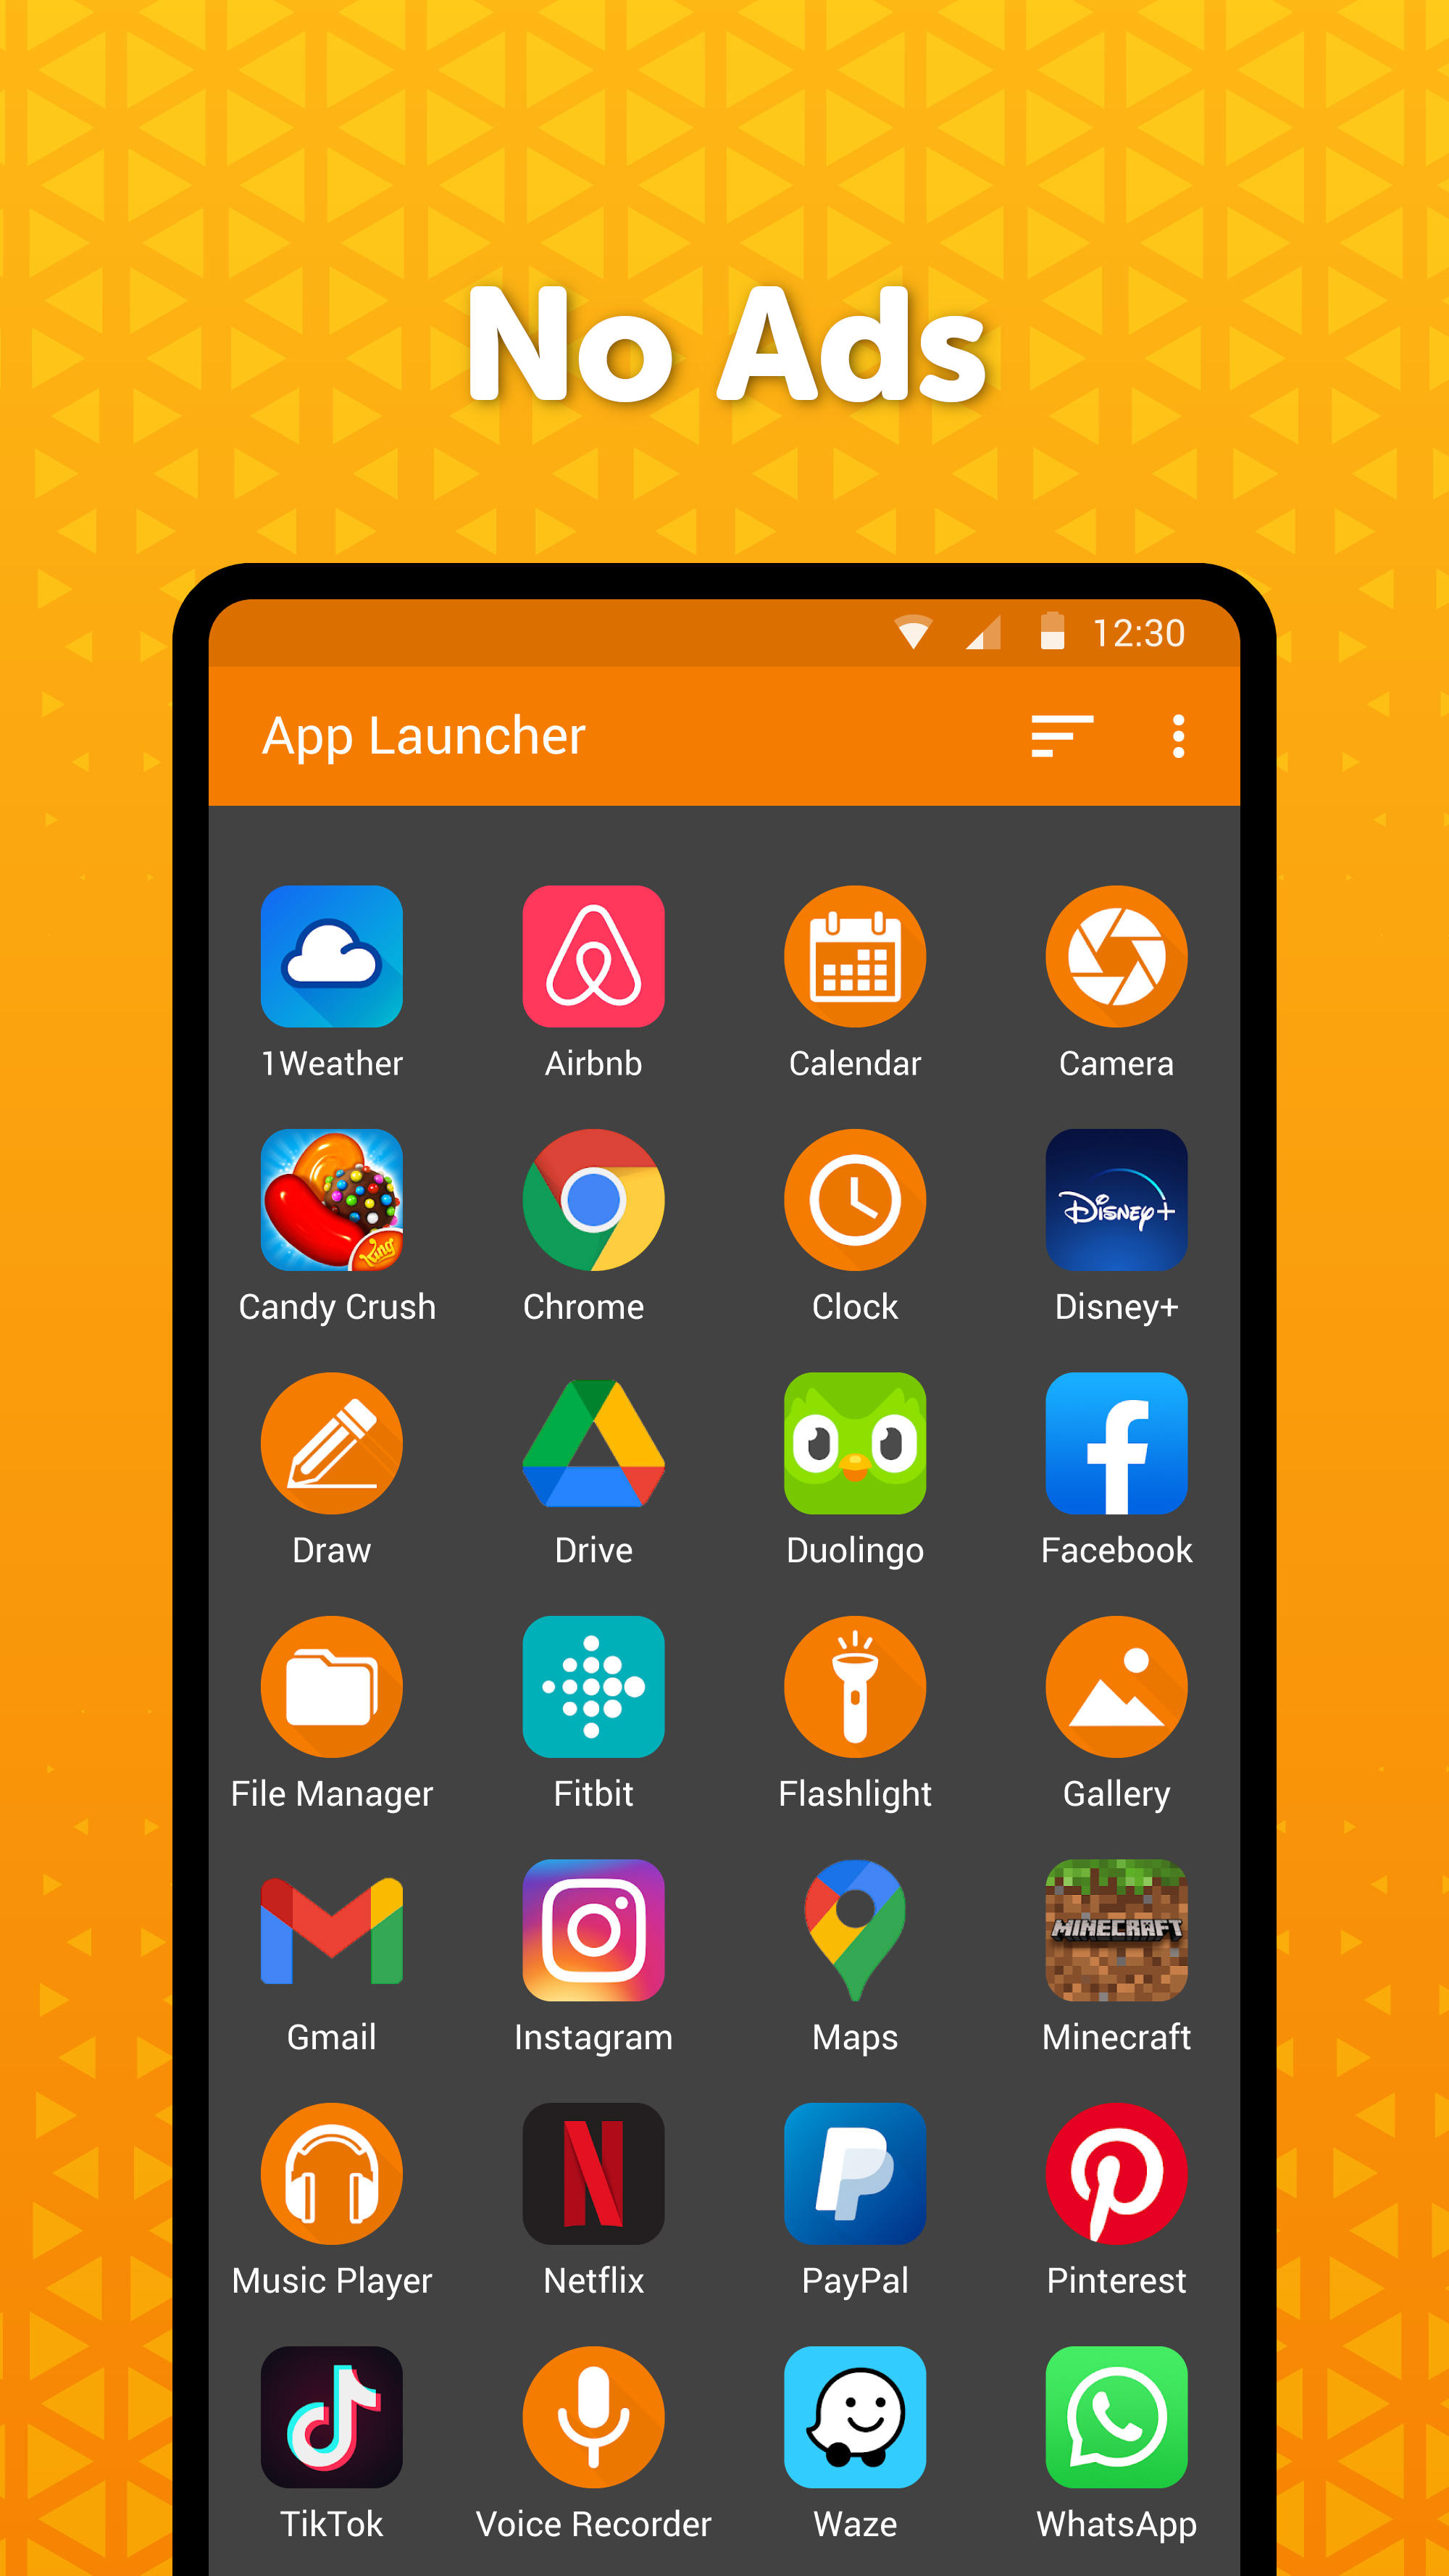 No Ads
12:30
App Launcher
1Weather Airbnb Calendar Camera
King Disney+
Candy Crush Chrome Clock Disney+
Draw Drive Duolingo Facebook
File Manager Fitbit Flashlight Gallery
MINECRAFT
Gmail Instagram Maps Minecraft
Music Player Netflix PayPal Pinterest
TikTok Voice Recorder Waze WhatsApp